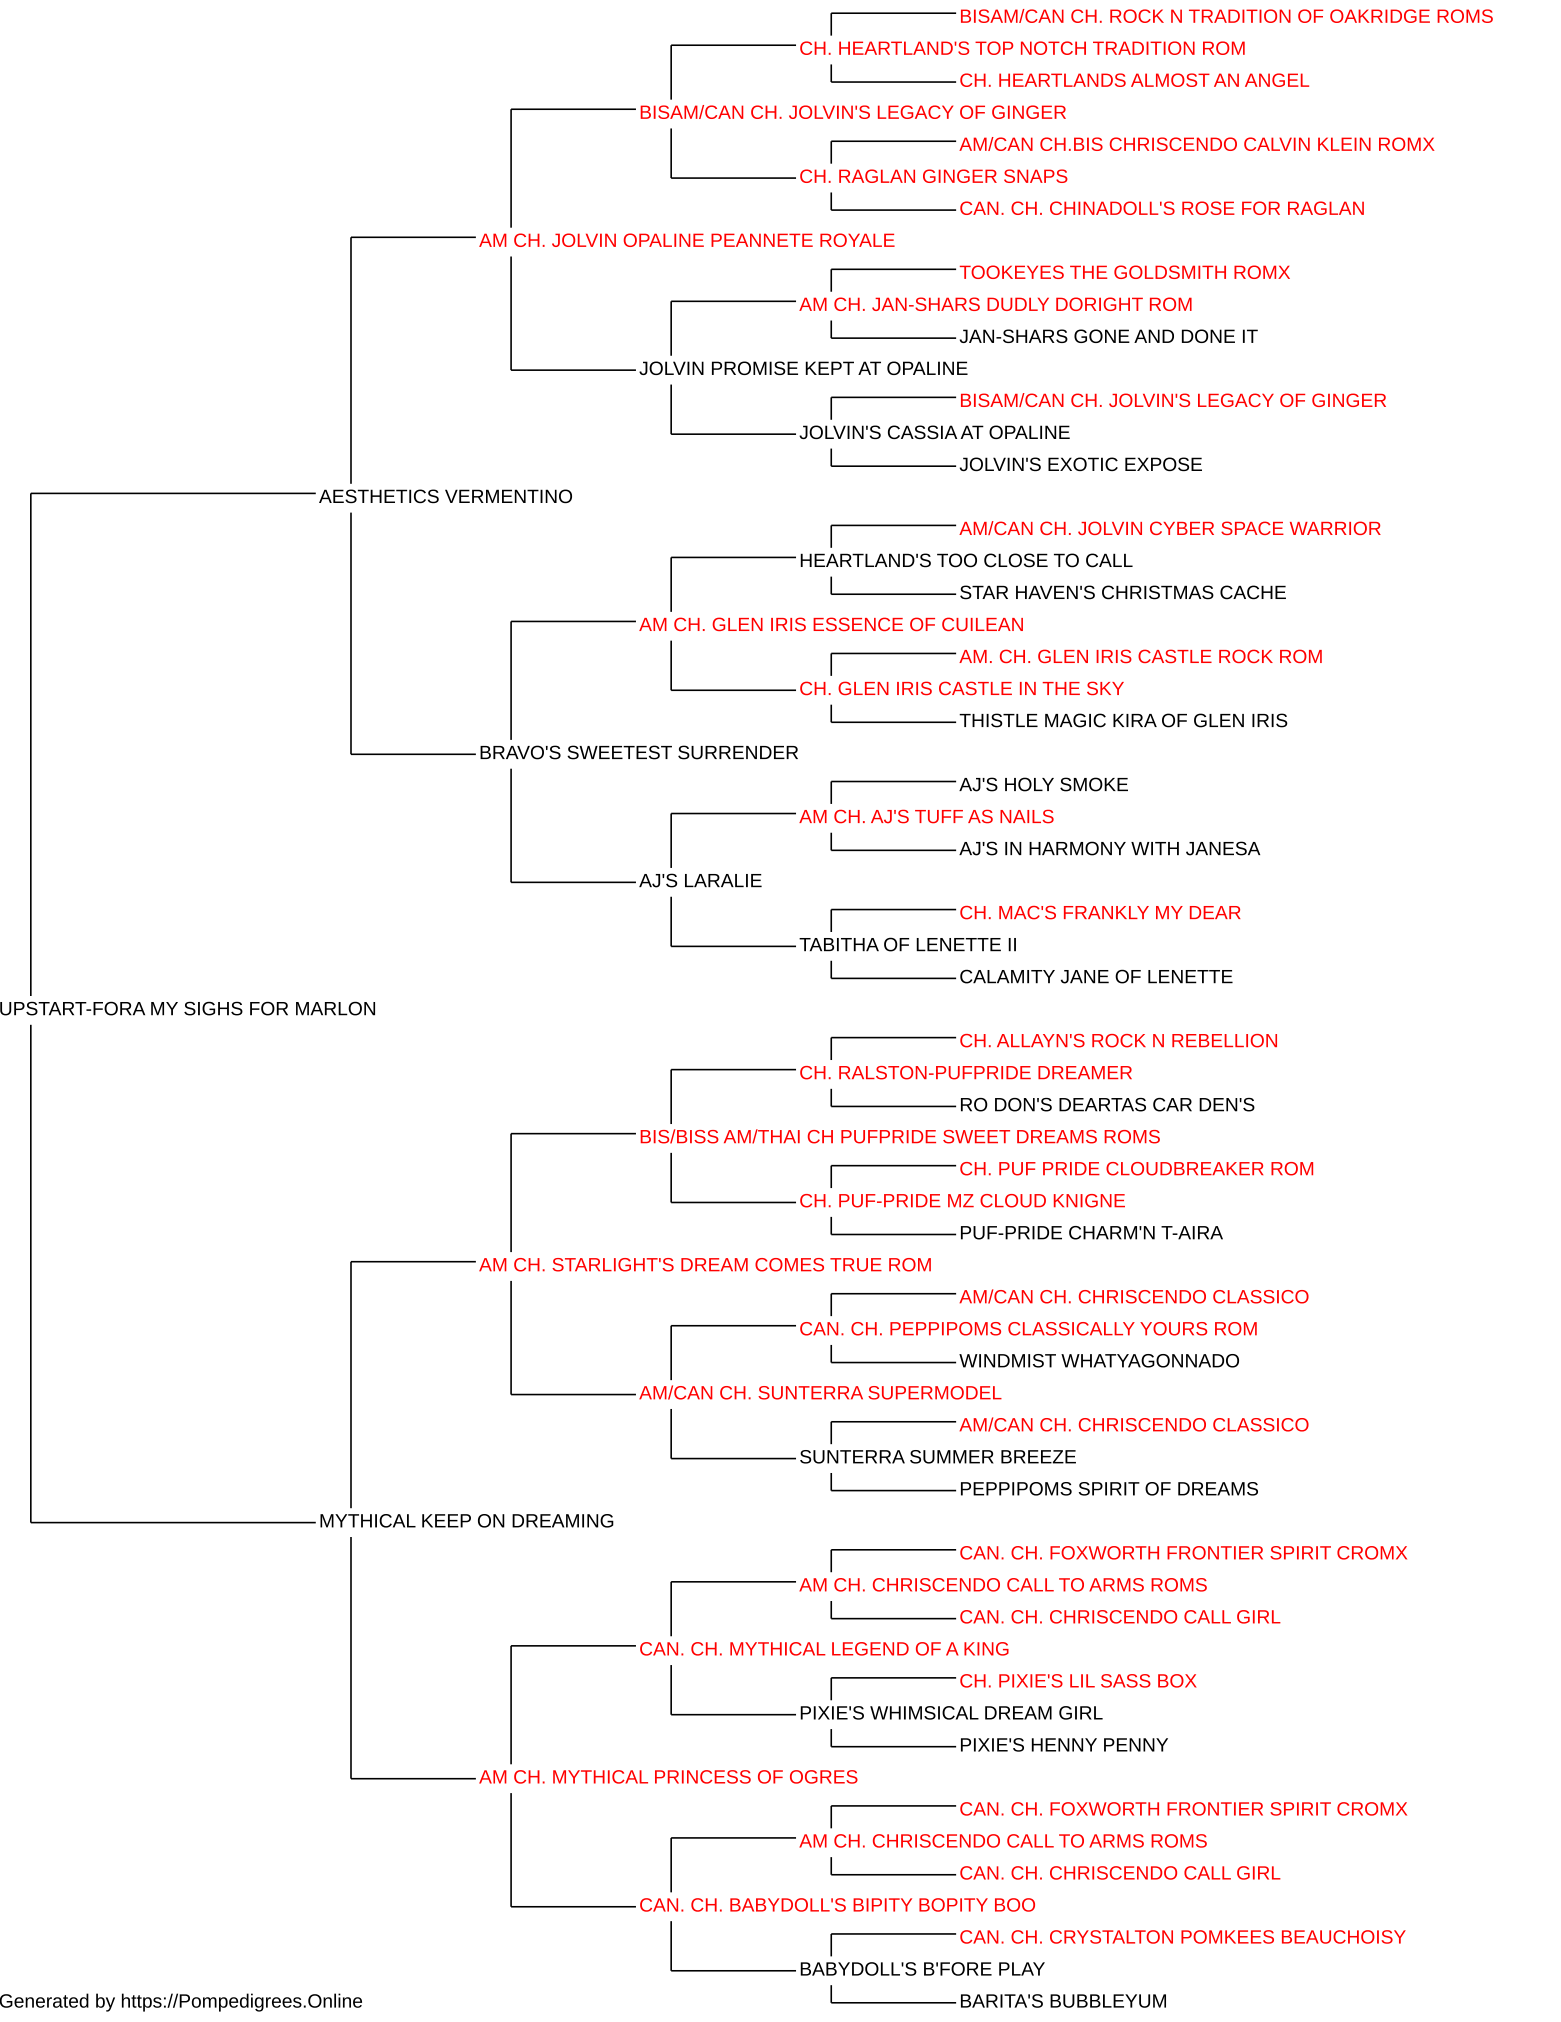 BISAM/CAN CH. ROCK N TRADITION OF OAKRIDGE ROMS
CH. HEARTLAND'S TOP NOTCH TRADITION ROM
CH. HEARTLANDS ALMOST AN ANGEL
BISAM/CAN CH. JOLVIN'S LEGACY OF GINGER
AM/CAN CH.BIS CHRISCENDO CALVIN KLEIN ROMX
CH. RAGLAN GINGER SNAPS
CAN. CH. CHINADOLL'S ROSE FOR RAGLAN
AM CH. JOLVIN OPALINE PEANNETE ROYALE
TOOKEYES THE GOLDSMITH ROMX
AM CH. JAN-SHARS DUDLY DORIGHT ROM
JAN-SHARS GONE AND DONE IT
JOLVIN PROMISE KEPT AT OPALINE
BISAM/CAN CH. JOLVIN'S LEGACY OF GINGER
JOLVIN'S CASSIA AT OPALINE
JOLVIN'S EXOTIC EXPOSE
AESTHETICS VERMENTINO
AM/CAN CH. JOLVIN CYBER SPACE WARRIOR
HEARTLAND'S TOO CLOSE TO CALL
STAR HAVEN'S CHRISTMAS CACHE
AM CH. GLEN IRIS ESSENCE OF CUILEAN
AM. CH. GLEN IRIS CASTLE ROCK ROM
CH. GLEN IRIS CASTLE IN THE SKY
THISTLE MAGIC KIRA OF GLEN IRIS
BRAVO'S SWEETEST SURRENDER
AJ'S HOLY SMOKE
AM CH. AJ'S TUFF AS NAILS
AJ'S IN HARMONY WITH JANESA
AJ'S LARALIE
CH. MAC'S FRANKLY MY DEAR
TABITHA OF LENETTE II
CALAMITY JANE OF LENETTE
UPSTART-FORA MY SIGHS FOR MARLON
CH. ALLAYN'S ROCK N REBELLION
CH. RALSTON-PUFPRIDE DREAMER
RO DON'S DEARTAS CAR DEN'S
BIS/BISS AM/THAI CH PUFPRIDE SWEET DREAMS ROMS
CH. PUF PRIDE CLOUDBREAKER ROM
CH. PUF-PRIDE MZ CLOUD KNIGNE
PUF-PRIDE CHARM'N T-AIRA
AM CH. STARLIGHT'S DREAM COMES TRUE ROM
AM/CAN CH. CHRISCENDO CLASSICO
CAN. CH. PEPPIPOMS CLASSICALLY YOURS ROM
WINDMIST WHATYAGONNADO
AM/CAN CH. SUNTERRA SUPERMODEL
AM/CAN CH. CHRISCENDO CLASSICO
SUNTERRA SUMMER BREEZE
PEPPIPOMS SPIRIT OF DREAMS
MYTHICAL KEEP ON DREAMING
CAN. CH. FOXWORTH FRONTIER SPIRIT CROMX
AM CH. CHRISCENDO CALL TO ARMS ROMS
CAN. CH. CHRISCENDO CALL GIRL
CAN. CH. MYTHICAL LEGEND OF A KING
CH. PIXIE'S LIL SASS BOX
PIXIE'S WHIMSICAL DREAM GIRL
PIXIE'S HENNY PENNY
AM CH. MYTHICAL PRINCESS OF OGRES
CAN. CH. FOXWORTH FRONTIER SPIRIT CROMX
AM CH. CHRISCENDO CALL TO ARMS ROMS
CAN. CH. CHRISCENDO CALL GIRL
CAN. CH. BABYDOLL'S BIPITY BOPITY BOO
CAN. CH. CRYSTALTON POMKEES BEAUCHOISY
BABYDOLL'S B'FORE PLAY
BARITA'S BUBBLEYUM
Generated by https://Pompedigrees.Online